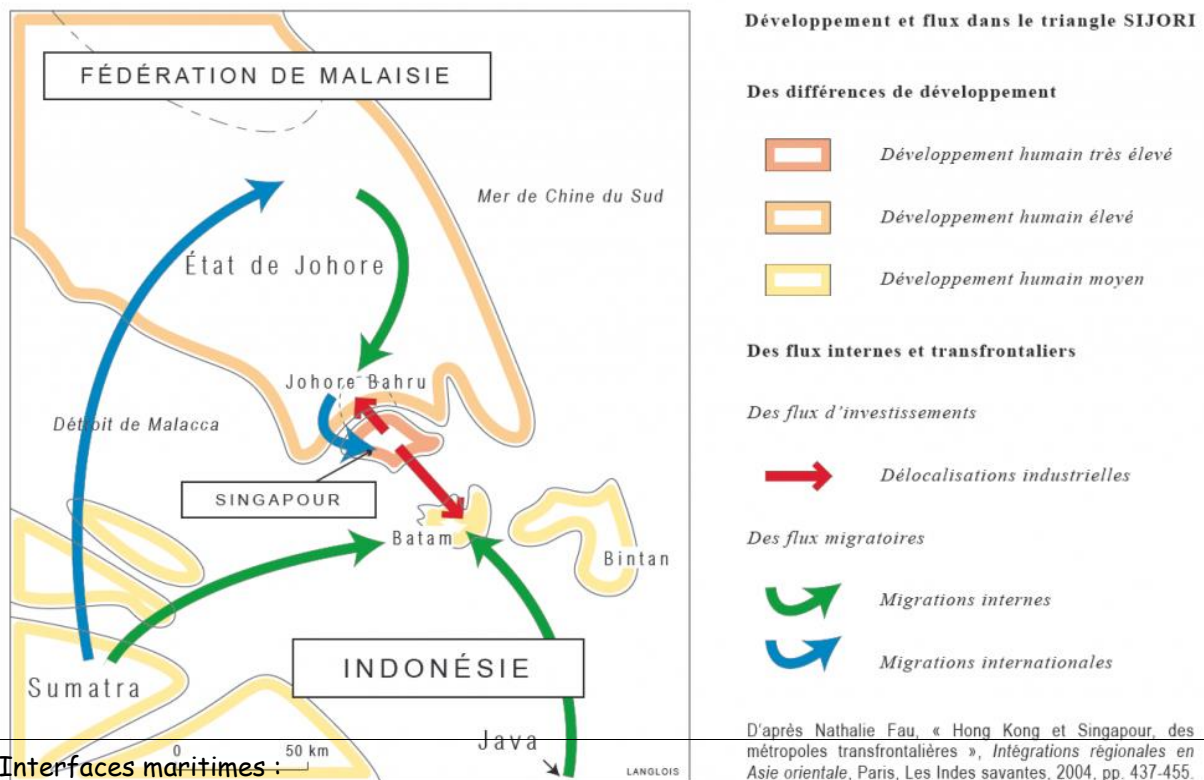 FÉDÉRATION DE MALAISIE
Mer de Chine du Sud
État de Johore
Johore Bahru
Détroit de Malacca
SINGAPOUR
Batam
Bintan
INDONÉSIE
Sumatra
Java
0 50 km
LANGLOIS
Interfaces maritimes :
Développement et flux dans le triangle SIJORI
Des différences de développement
Développement humain très élevé
Développement humain élevé
Développement humain moyen
Des flux internes et transfrontaliers
Des flux d'investissements
Délocalisations industrielles
Des flux migratoires
Migrations internes
Migrations internationales
D'après Nathalie Fau, « Hong Kong et Singapour, des
métropoles transfrontalières », Intégrations régionales en
Asie orientale, Paris, Les Indes savantes, 2004, pp. 437-455.